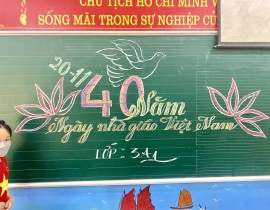 CHỦ TỊCH HỒ CHÍ MINH V
SỐNG MÃI TRONG SỰ NGHIỆP CỦ
20-11
40 Năm
Ngày nhà giáo Việt Nam
LỚP = 3A1